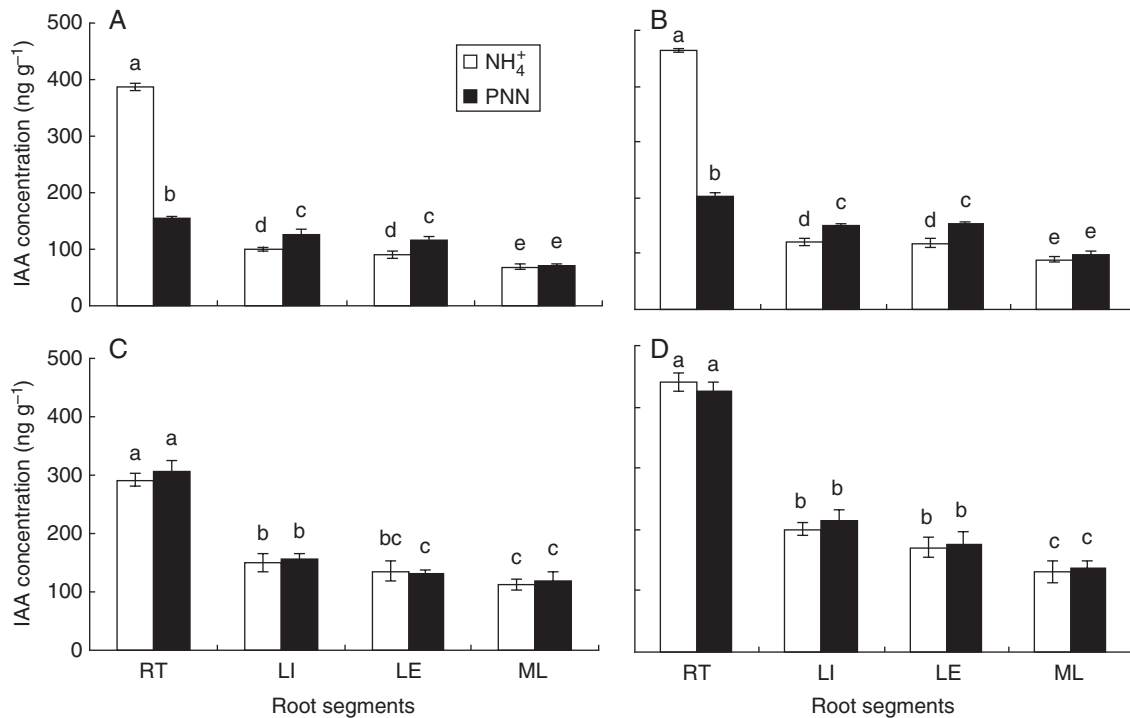 A
B
500
400
300
200
100
0
IAA concentration (ng g⁻¹)
NH₄⁺
PNN
a
b
d
c
d
c
e
e
a
b
d
c
d
c
e
e
C
D
500
400
300
200
100
0
IAA concentration (ng g⁻¹)
a
a
b
b
bc
c
c
c
a
a
b
b
b
b
c
c
RT
LI
LE
ML
RT
LI
LE
ML
Root segments
Root segments